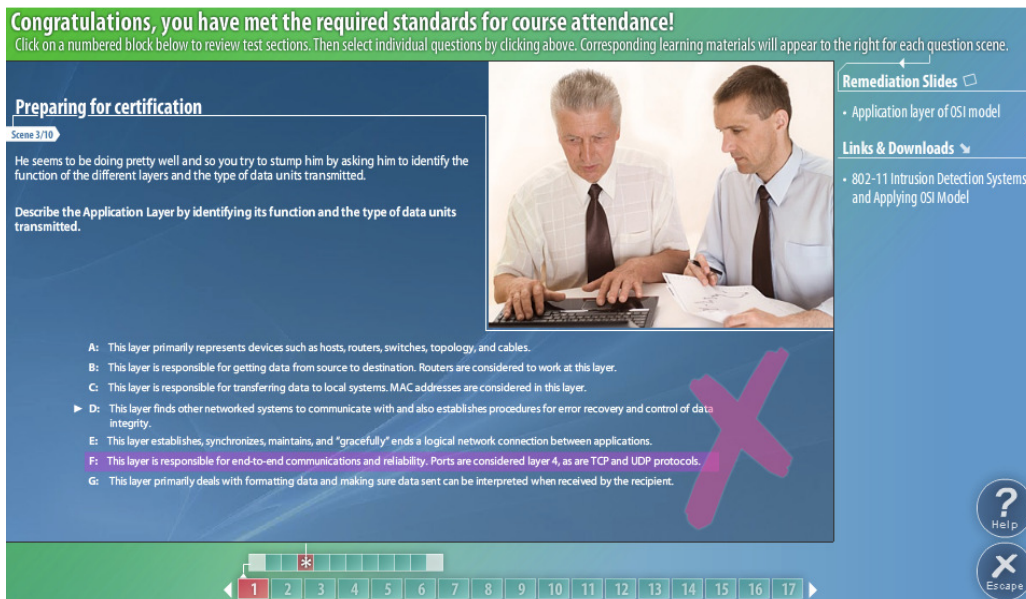 Congratulations, you have met the required standards for course attendance!
Click on a numbered block below to review test sections. Then select individual questions by clicking above. Corresponding learning materials will appear to the right for each question scene.
Preparing for certification
Scene 3/10
He seems to be doing pretty well and so you try to stump him by asking him to identify the
function of the different layers and the type of data units transmitted.
Describe the Application Layer by identifying its function and the type of data units
transmitted.
A: This layer primarily represents devices such as hosts, routers, switches, topology, and cables.
B: This layer is responsible for getting data from source to destination. Routers are considered to work at this layer.
C: This layer is responsible for transferring data to local systems. MAC addresses are considered in this layer.
D: This layer finds other networked systems to communicate with and also establishes procedures for error recovery and control of data
integrity.
E: This layer establishes, synchronizes, maintains, and "gracefully" ends a logical network connection between applications.
F: This layer is responsible for end-to-end communications and reliability. Ports are considered layer 4, as are TCP and UDP protocols.
G: This layer primarily deals with formatting data and making sure data sent can be interpreted when received by the recipient.
Remediation Slides
• Application layer of OSI model
Links & Downloads
• 802-11 Intrusion Detection Systems
and Applying OSI Model
? Help
X Escape
*
1 2 3 4 5 6 7 8 9 10 11 12 13 14 15 16 17